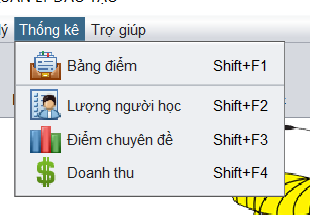 Thống kê Trợ giúp
Bảng điểm Shift+F1
Lượng người học Shift+F2
Điểm chuyên đề Shift+F3
Doanh thu Shift+F4